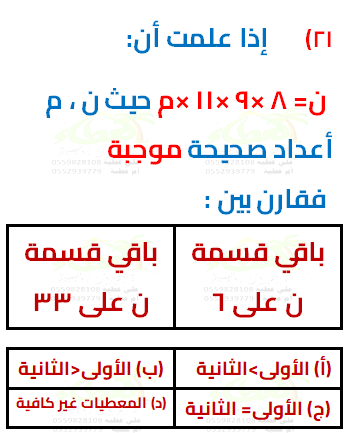 ٢١) إذا علمت أن:
ن= ٨ ×٩ ×١١ ×م حيث ن ، م
أعداد صحيحة موجبة
فقارن بين :
باقي قسمة ن على ٦
باقي قسمة ن على ٣٣
(أ) الأولى>الثانية
(ب) الأولى<الثانية
(ج) الأولى= الثانية
(د) المعطيات غير كافية